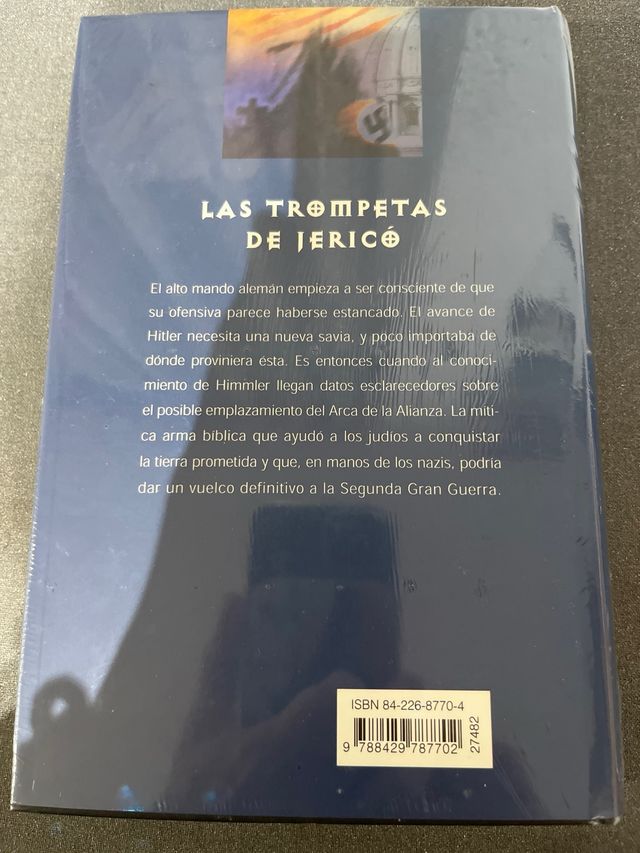 LAS TROMPETAS
DE JERICÓ
El alto mando alemán empieza a ser consciente de que
su ofensiva parece haberse estancado. El avance de
Hitler necesita una nueva savia, y poco importaba de
dónde proviniera ésta. Es entonces cuando al conoci-
miento de Himmler llegan datos esclarecedores sobre
el posible emplazamiento del Arca de la Alianza. La míti-
ca arma bíblica que ayudó a los judíos a conquistar
la tierra prometida y que, en manos de los nazis, podría
dar un vuelco definitivo a la Segunda Gran Guerra.
ISBN 84-226-8770-4
9 788429 787702
27482